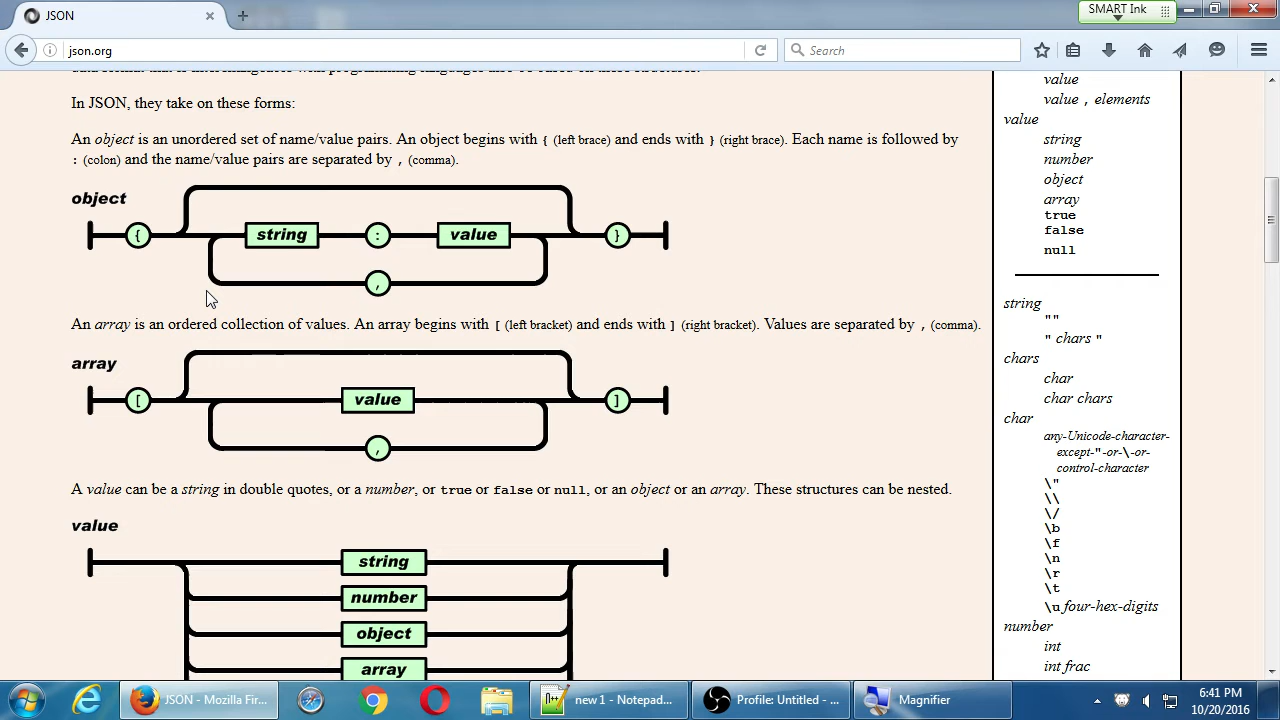 JSON
SMART Ink
json.org
Search
In JSON, they take on these forms:
An object is an unordered set of name/value pairs. An object begins with { (left brace) and ends with } (right brace). Each name is followed by
: (colon) and the name/value pairs are separated by , (comma).
object
{ string : value }
,
An array is an ordered collection of values. An array begins with [ (left bracket) and ends with ] (right bracket). Values are separated by , (comma).
array
[ value ]
,
A value can be a string in double quotes, or a number, or true or false or null, or an object or an array. These structures can be nested.
value
string
number
object
array
value
value , elements
value
string
number
object
array
true
false
null
string
""
" chars "
chars
char
char chars
char
any-Unicode-character-
except-"-or-\-or-
control-character
\"
\\
\/
\b
\f
\n
\r
\t
\u four-hex-digits
number
int
int frac
JSON - Mozilla Fir...
new 1 - Notepad...
Profile: Untitled - ...
Magnifier
6:41 PM
10/20/2016